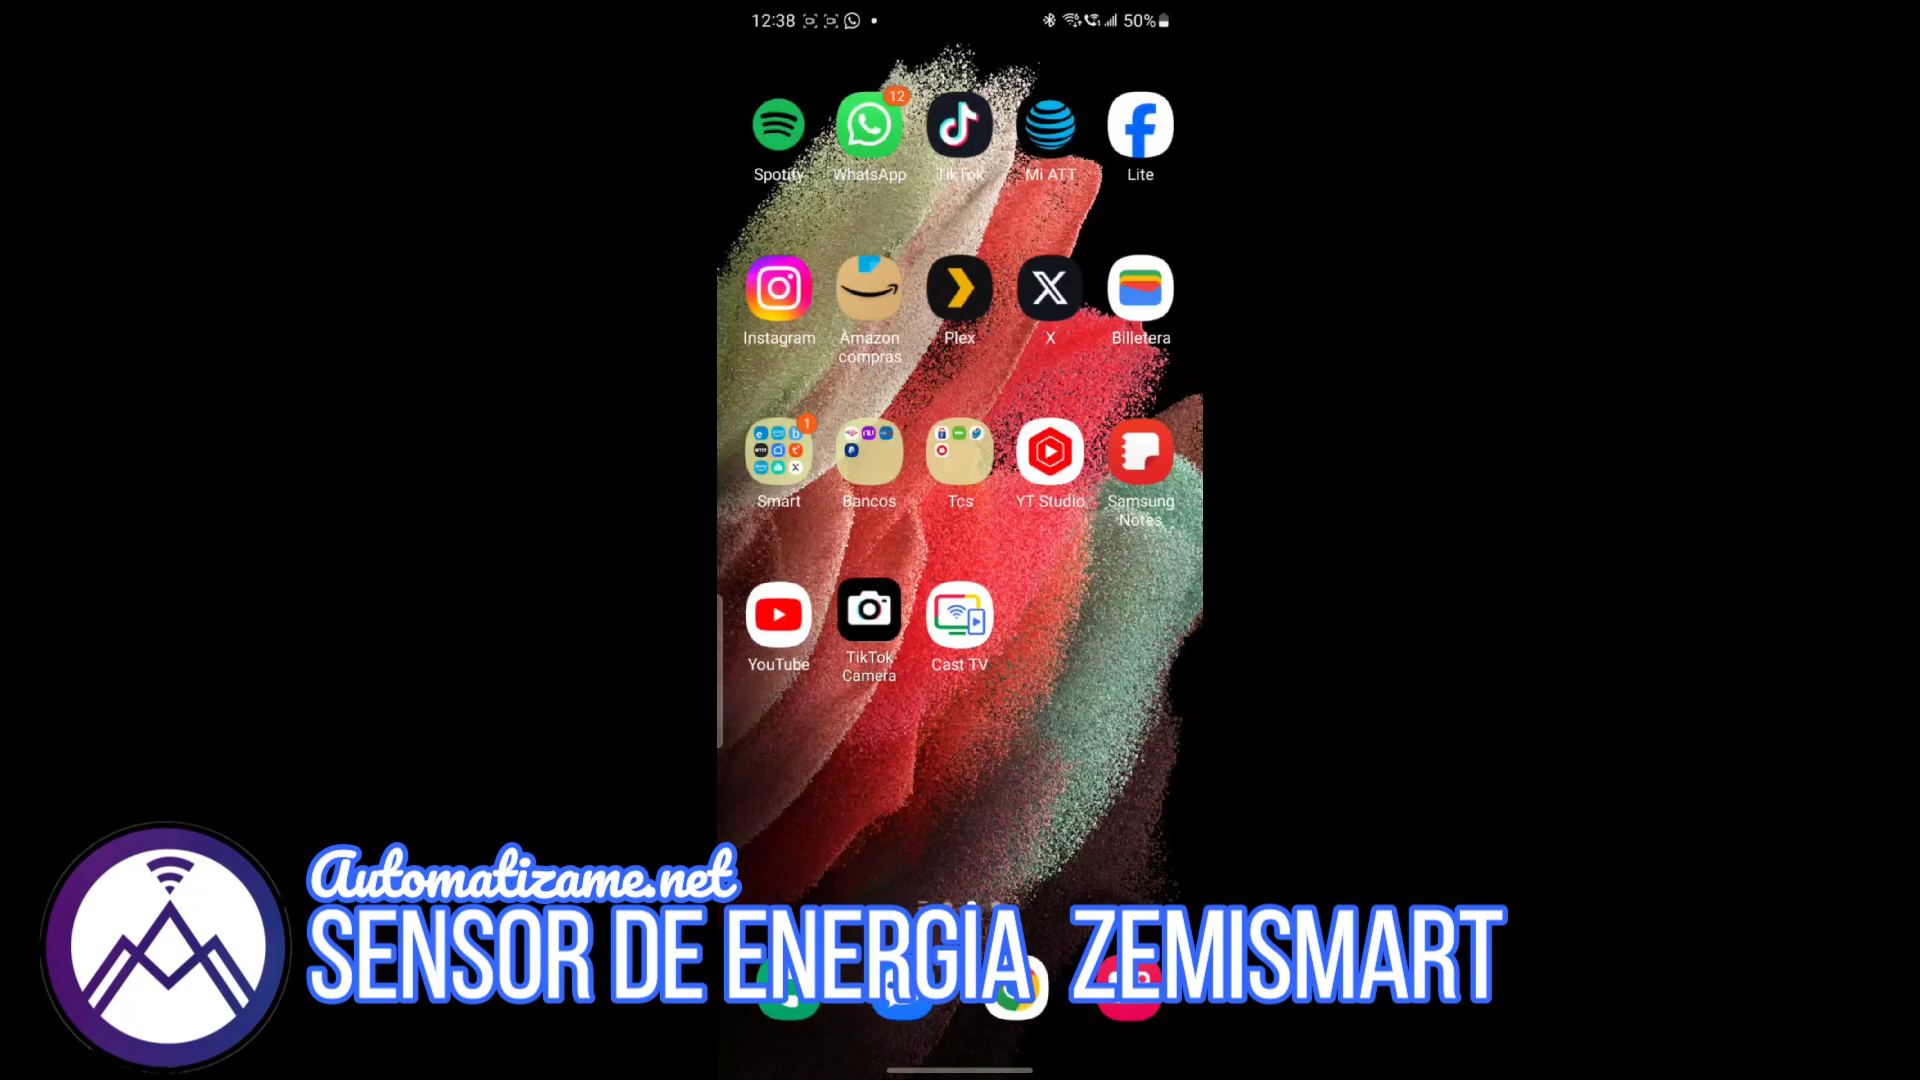 12:38
50%
12
Spotify
WhatsApp
TikTok
Mi ATT
Lite
Instagram
Amazon
compras
Plex
X
Billetera
1
Smart
Bancos
Tcs
YT Studio
Samsung
Notes
YouTube
TikTok
Camera
Cast TV
Automatizame.net
SENSOR DE ENERGIA ZEMISMART